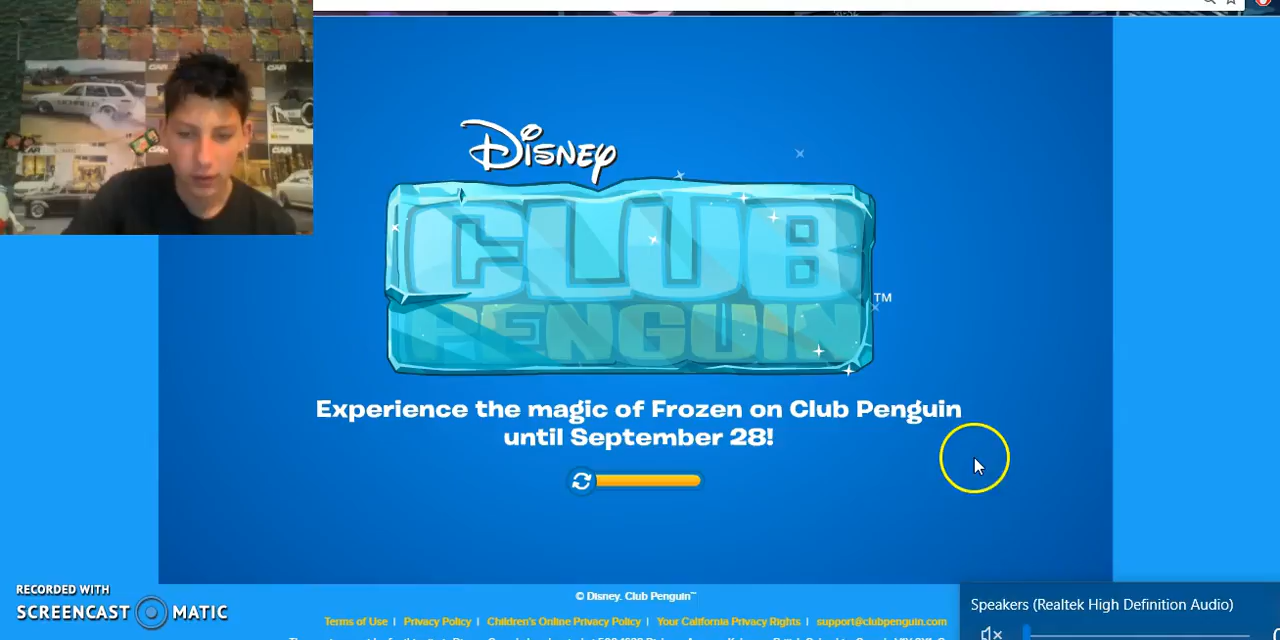 Disney
CLUB
PENGUIN
TM
Experience the magic of Frozen on Club Penguin
until September 28!
RECORDED WITH
SCREENCAST MATIC
© Disney. Club Penguin™
Terms of Use | Privacy Policy | Children's Online Privacy Policy | Your California Privacy Rights | support@clubpenguin.com
Speakers (Realtek High Definition Audio)